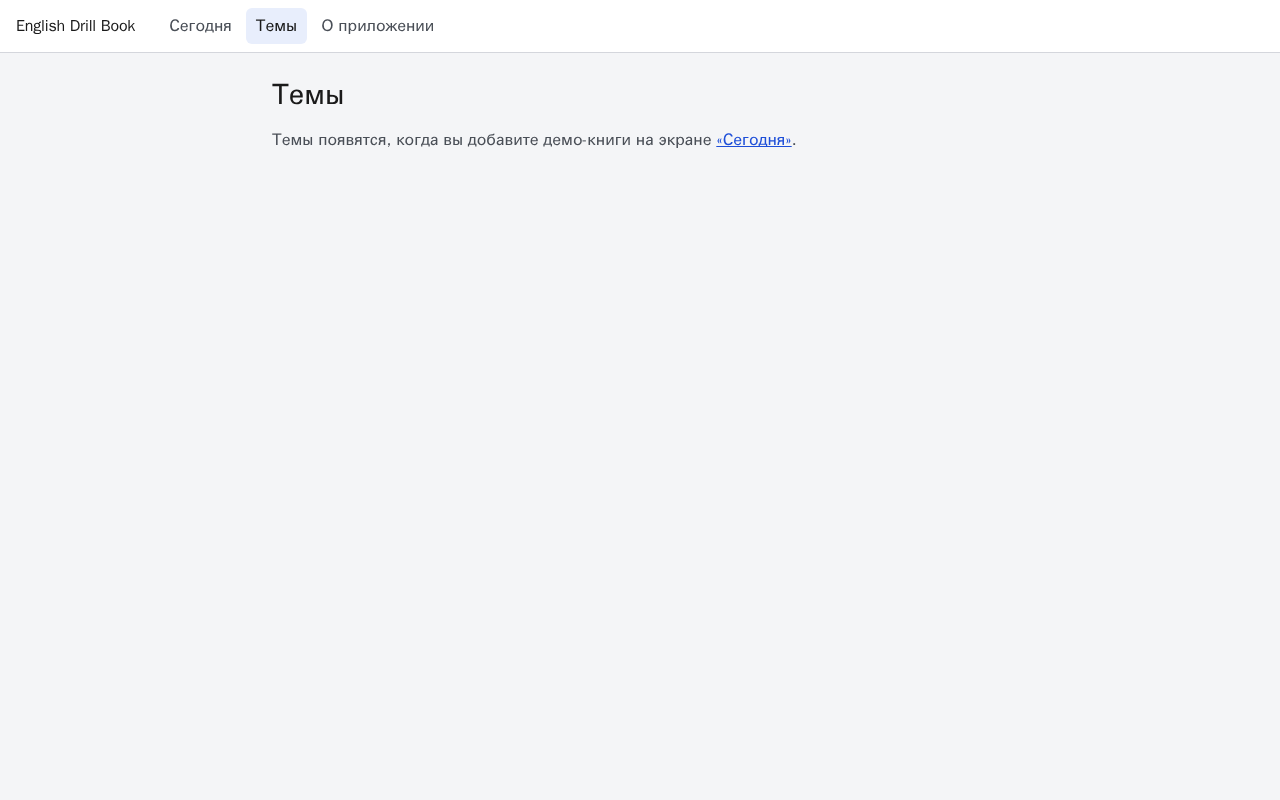 English Drill Book Сегодня Темы О приложении
Темы
Темы появятся, когда вы добавите демо-книги на экране «Сегодня».